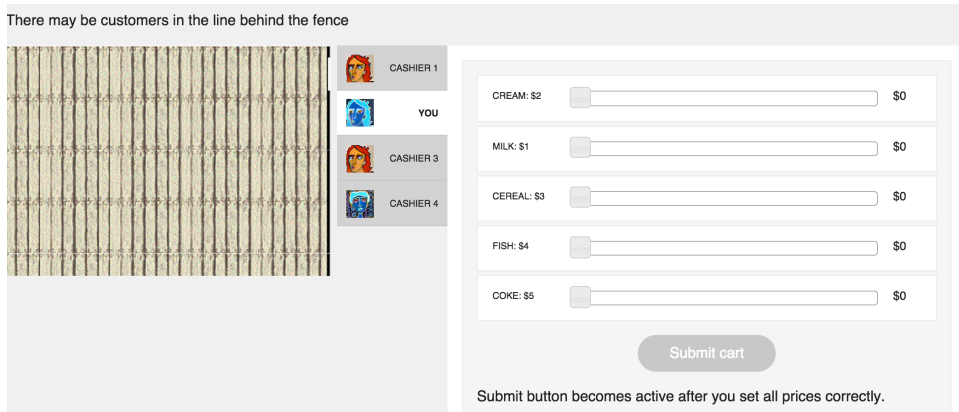 There may be customers in the line behind the fence
CASHIER 1
YOU
CASHIER 3
CASHIER 4
CREAM: $2 $0
MILK: $1 $0
CEREAL: $3 $0
FISH: $4 $0
COKE: $5 $0
Submit cart
Submit button becomes active after you set all prices correctly.